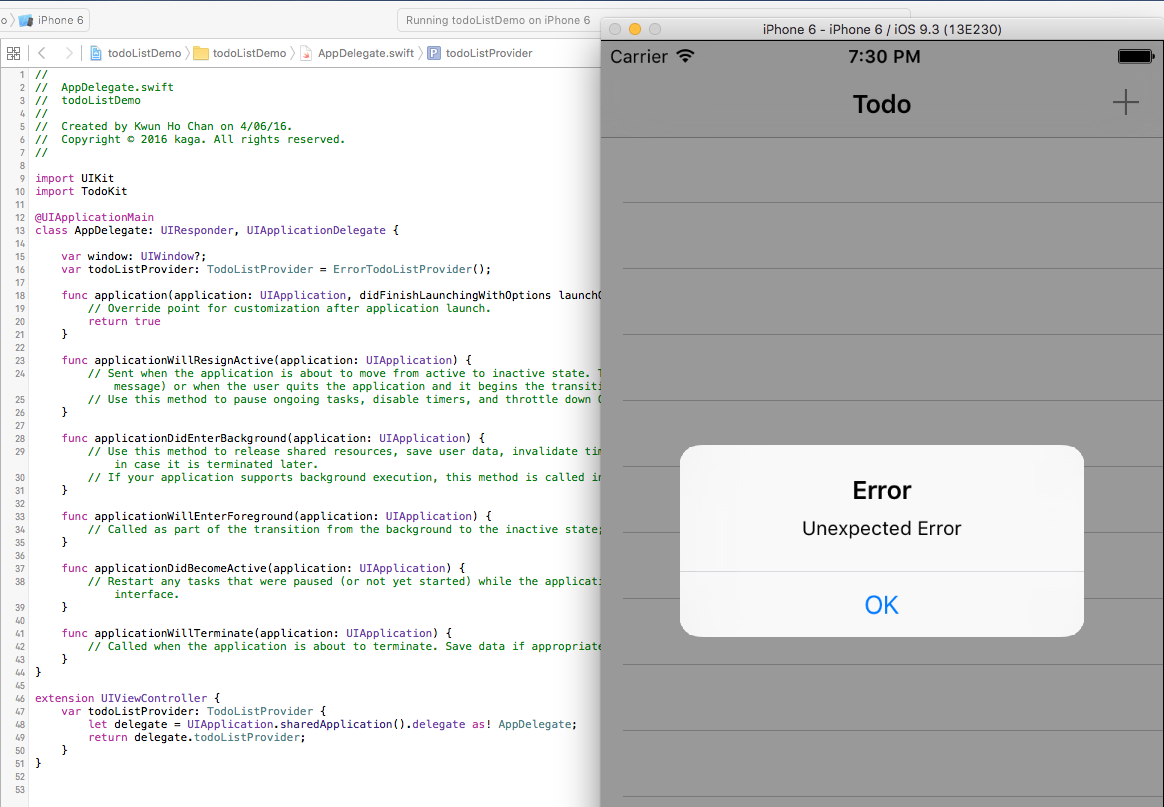 o iPhone 6
Running todoListDemo on iPhone 6
todoListDemo todoListDemo AppDelegate.swift P todoListProvider
1 //
2 //  AppDelegate.swift
3 //  todoListDemo
4 //
5 //  Created by Kwun Ho Chan on 4/06/16.
6 //  Copyright © 2016 kaga. All rights reserved.
7 //
8
9 import UIKit
10 import TodoKit
11
12 @UIApplicationMain
13 class AppDelegate: UIResponder, UIApplicationDelegate {
14
15     var window: UIWindow?;
16     var todoListProvider: TodoListProvider = ErrorTodoListProvider();
17
18     func application(application: UIApplication, didFinishLaunchingWithOptions launch
19         // Override point for customization after application launch.
20         return true
21     }
22
23     func applicationWillResignActive(application: UIApplication) {
24         // Sent when the application is about to move from active to inactive state.
            message) or when the user quits the application and it begins the transiti
25         // Use this method to pause ongoing tasks, disable timers, and throttle down
26     }
27
28     func applicationDidEnterBackground(application: UIApplication) {
29         // Use this method to release shared resources, save user data, invalidate tim
            in case it is terminated later.
30         // If your application supports background execution, this method is called in
31     }
32
33     func applicationWillEnterForeground(application: UIApplication) {
34         // Called as part of the transition from the background to the inactive state;
35     }
36
37     func applicationDidBecomeActive(application: UIApplication) {
38         // Restart any tasks that were paused (or not yet started) while the applicati
            interface.
39     }
40
41     func applicationWillTerminate(application: UIApplication) {
42         // Called when the application is about to terminate. Save data if appropriate
43     }
44 }
45
46 extension UIViewController {
47     var todoListProvider: TodoListProvider {
48         let delegate = UIApplication.sharedApplication().delegate as! AppDelegate;
49         return delegate.todoListProvider;
50     }
51 }
52
53
iPhone 6 - iPhone 6 / iOS 9.3 (13E230)
Carrier 7:30 PM
Todo
Error
Unexpected Error
OK